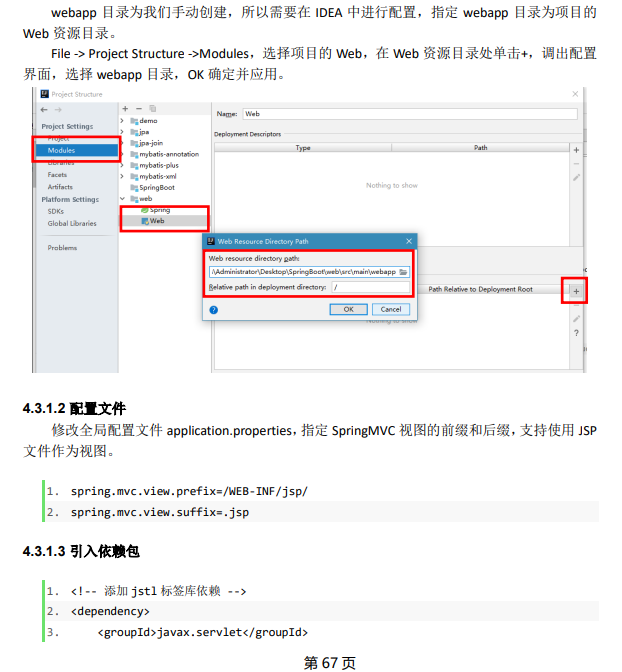 webapp 目录为我们手动创建，所以需要在 IDEA 中进行配置，指定 webapp 目录为项目的
Web 资源目录。
File -> Project Structure ->Modules，选择项目的 Web，在 Web 资源目录处单击+，调出配置
界面，选择 webapp 目录，OK 确定并应用。
Project Structure
Project Settings
Project
Modules
Libraries
Facets
Artifacts
Platform Settings
SDKs
Global Libraries
Problems
demo
jpa
jpa-join
mybatis-annotation
mybatis-plus
mybatis-xml
SpringBoot
web
Spring
Web
Name: Web
Deployment Descriptors
Type Path
Nothing to show
Web Resource Directory Path
Web resource directory path:
\Administrator\Desktop\SpringBoot\web\src\main\webapp
Relative path in deployment directory: /
OK Cancel
Path Relative to Deployment Root
Nothing to show
4.3.1.2 配置文件
修改全局配置文件 application.properties，指定 SpringMVC 视图的前缀和后缀，支持使用 JSP
文件作为视图。
1. spring.mvc.view.prefix=/WEB-INF/jsp/
2. spring.mvc.view.suffix=.jsp
4.3.1.3 引入依赖包
1. <!-- 添加 jstl 标签库依赖 -->
2. <dependency>
3. <groupId>javax.servlet</groupId>
第 67 页